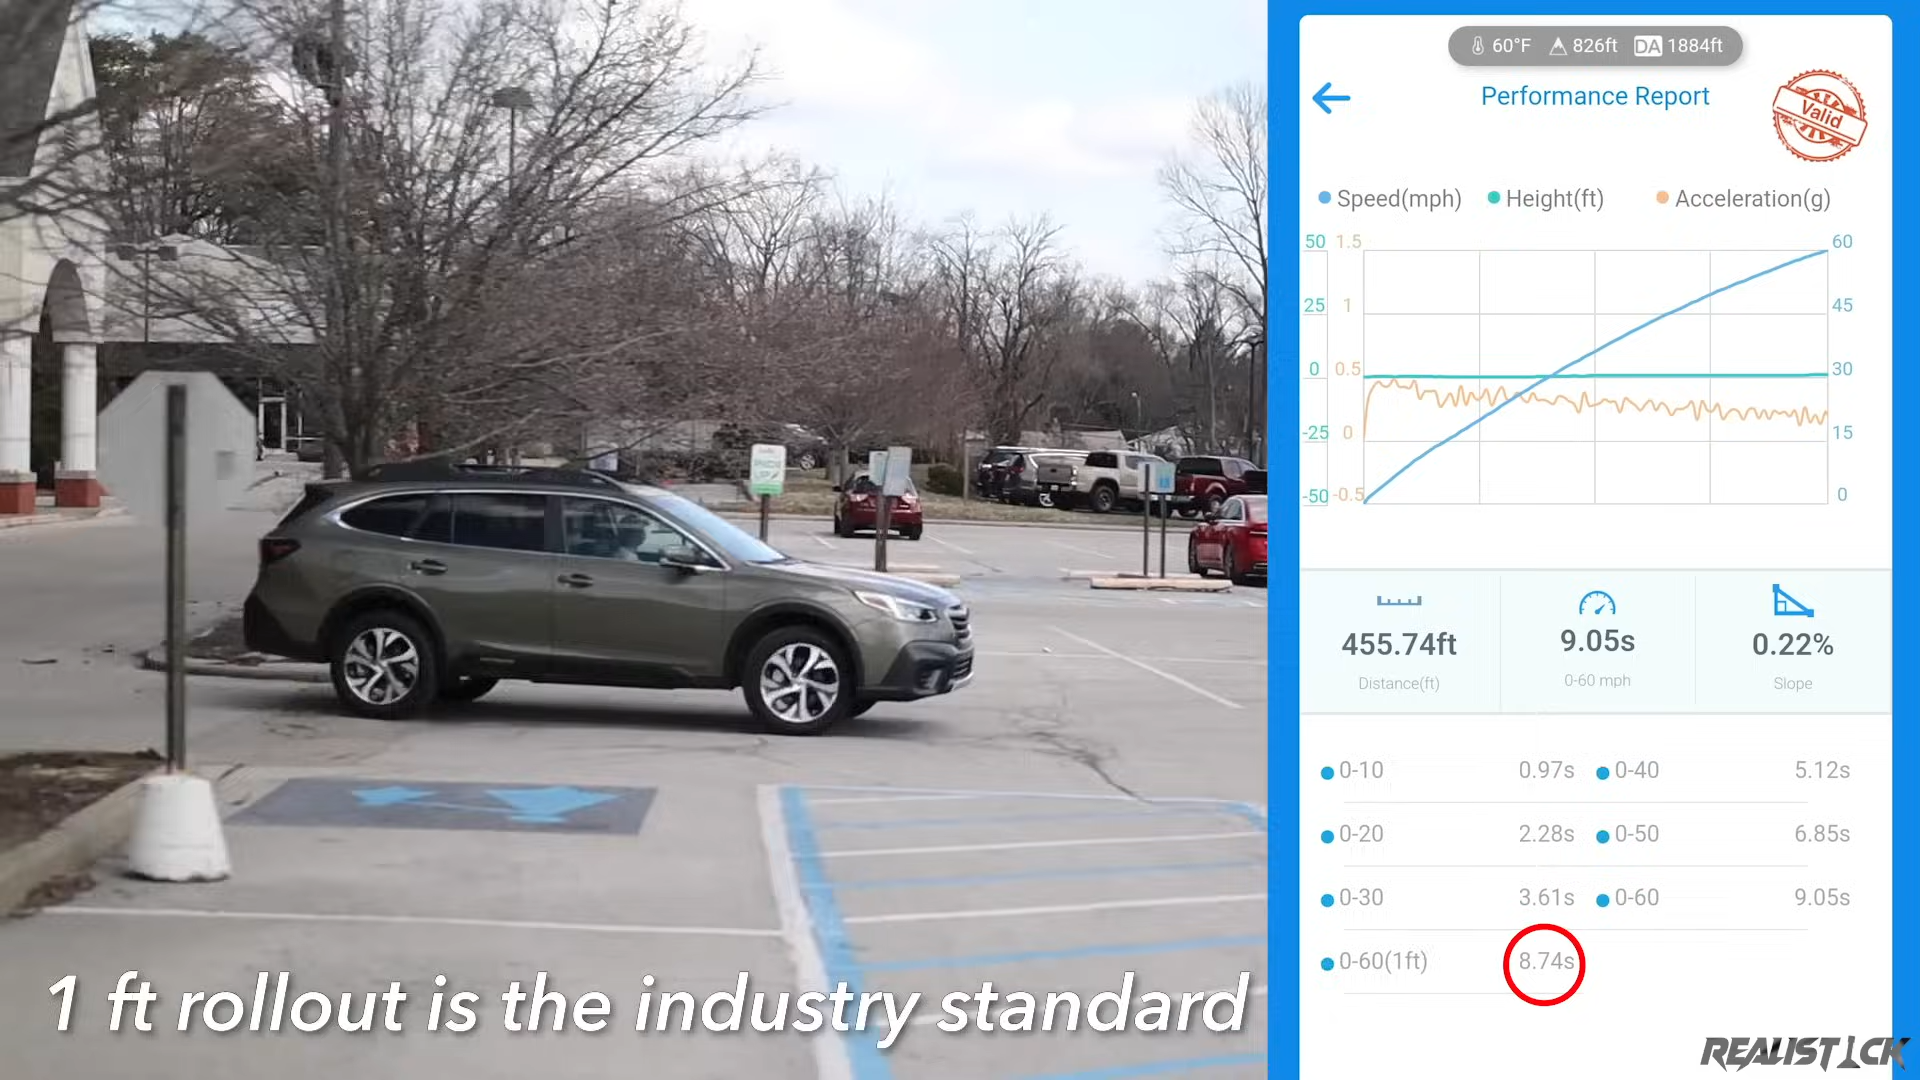 60°F 826ft DA 1884ft
Performance Report
Valid
Speed(mph) Height(ft) Acceleration(g)
50 1.5 60
25 1 45
0 0.5 30
-25 0 15
-50 -0.5 0
455.74ft 9.05s 0.22%
Distance(ft) 0-60 mph Slope
0-10 0.97s 0-40 5.12s
0-20 2.28s 0-50 6.85s
0-30 3.61s 0-60 9.05s
0-60(1ft) 8.74s
1 ft rollout is the industry standard
REALISTICK